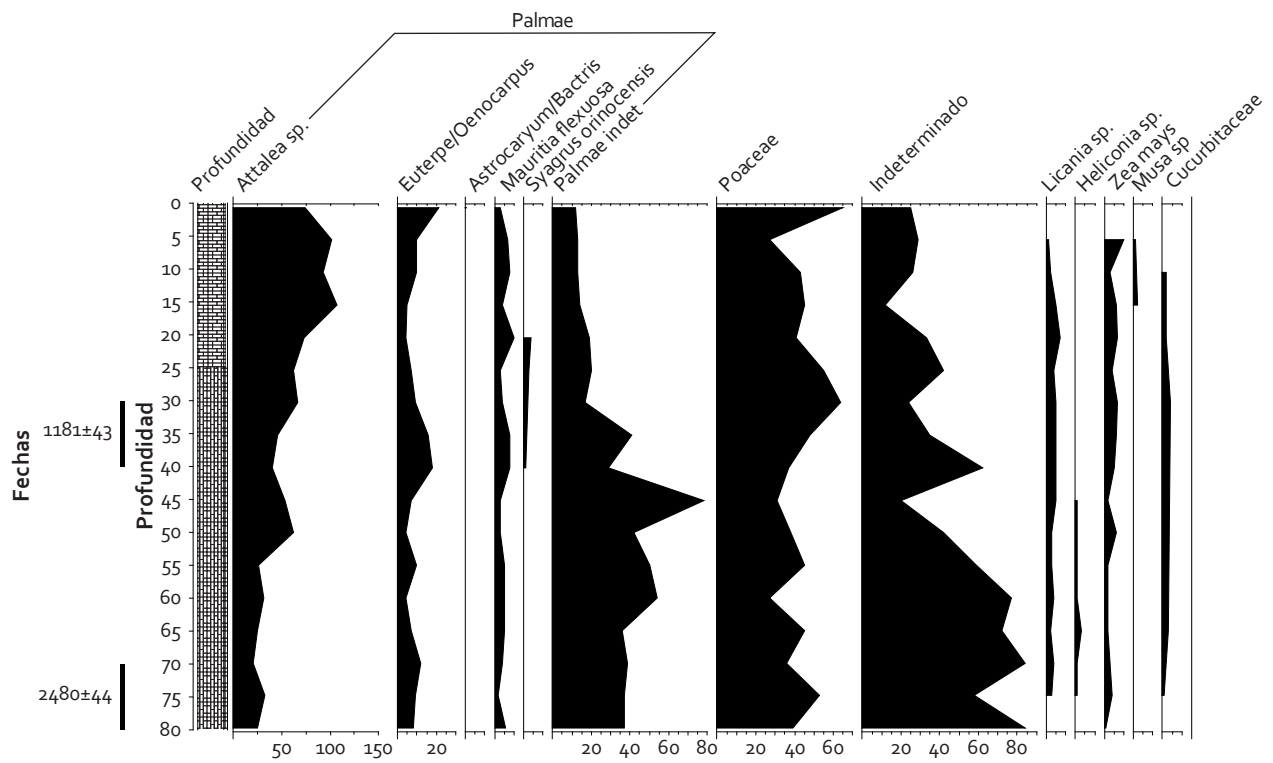 Palmae
Profundidad
Attalea sp.
Euterpe/Oenocarpus
Astrocaryum/Bactris
Mauritia flexuosa
Syagrus orinocensis
Palmae indet
Poaceae
Indeterminado
Licania sp.
Heliconia sp.
Zea mays
Musa sp
Cucurbitaceae
Fechas
1181±43
2480±44
Profundidad
0
5
10
15
20
25
30
35
40
45
50
55
60
65
70
75
80
50 100 150 20 20 40 60 80 20 40 60 20 40 60 80